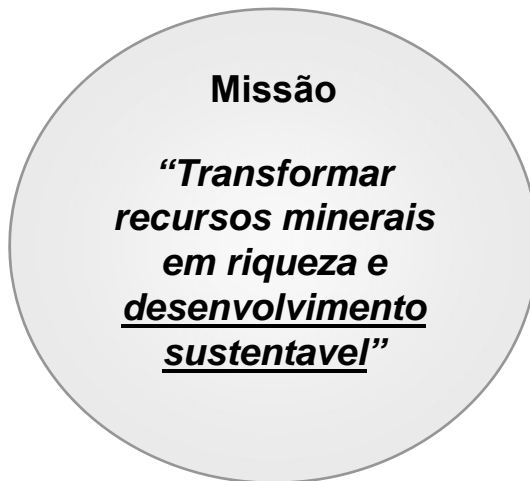 Missão
“Transformar
recursos minerais
em riqueza e
desenvolvimento
sustentavel”